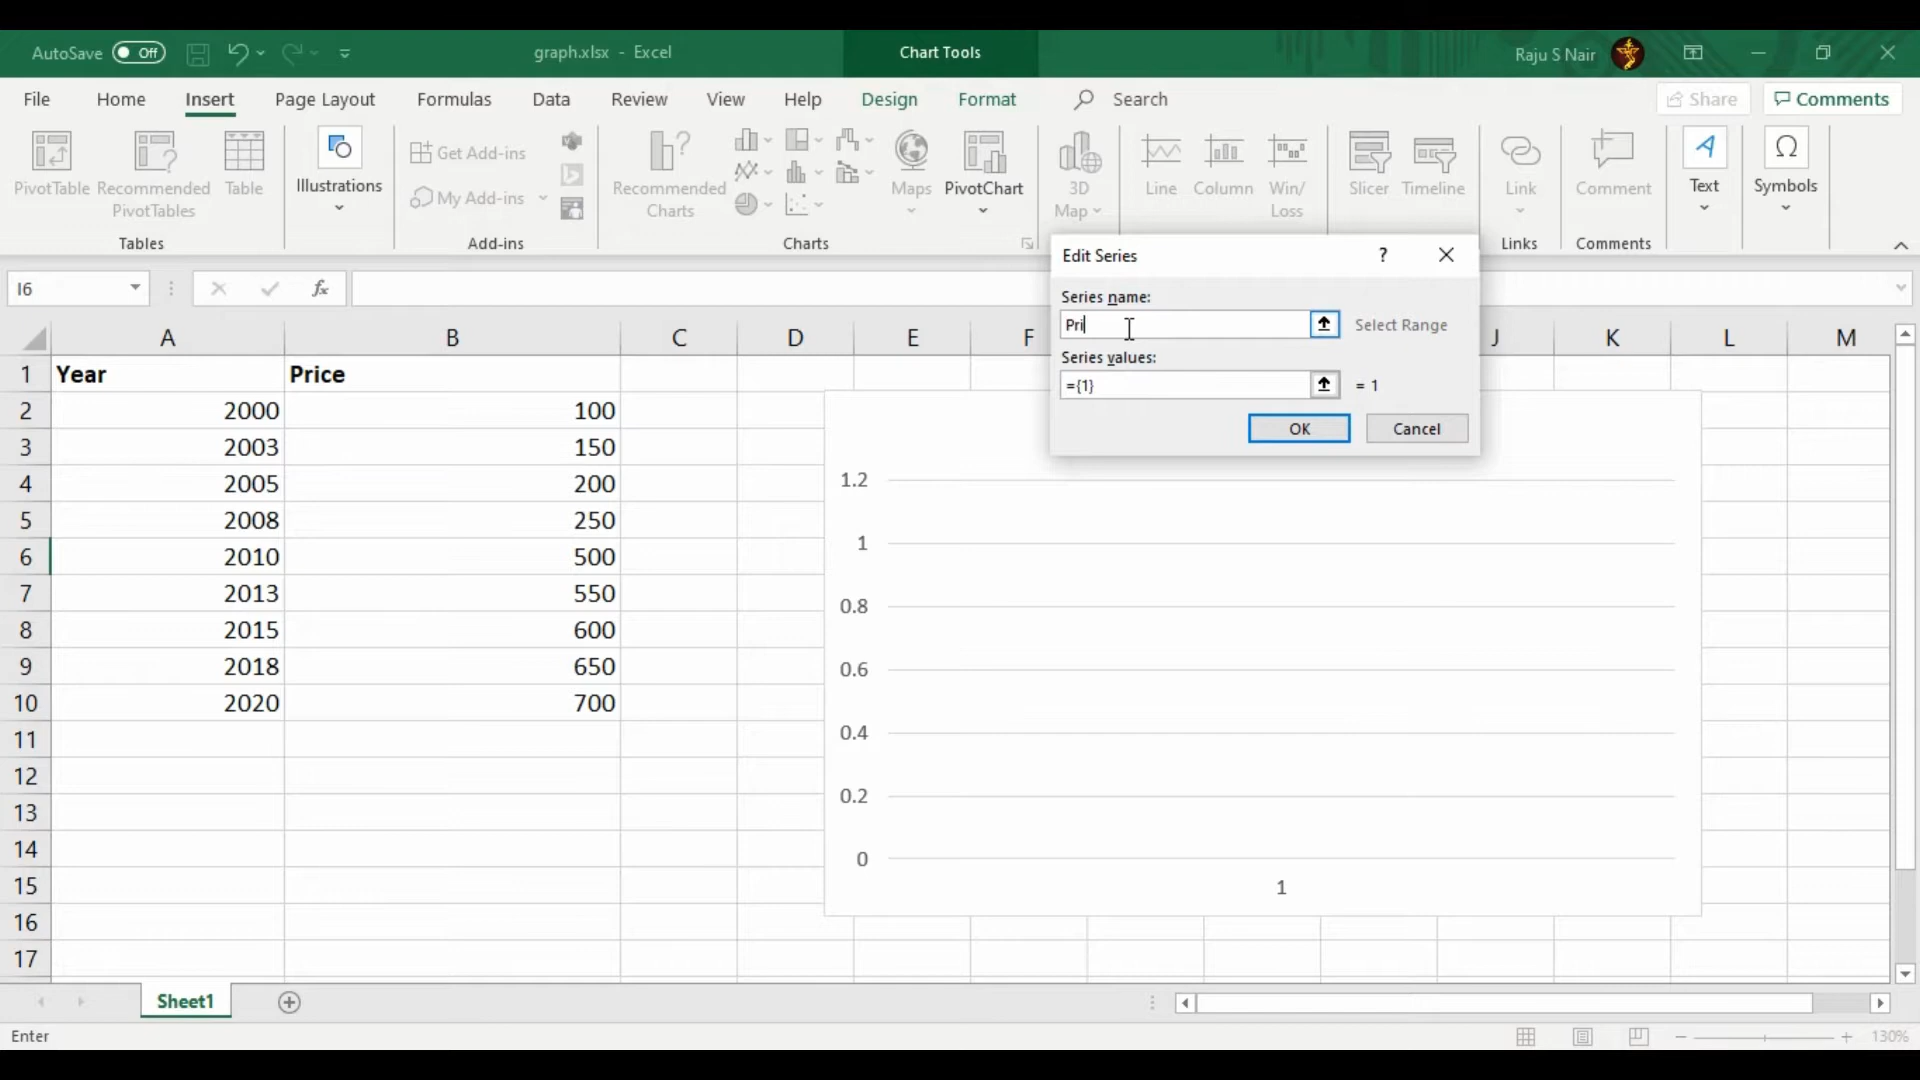 AutoSave Off graph.xlsx - Excel Chart Tools Raju S Nair
File Home Insert Page Layout Formulas Data Review View Help Design Format Search Share Comments
PivotTable Recommended PivotTables Table
Illustrations
Get Add-ins
My Add-ins
Recommended Charts
Maps PivotChart
3D Map
Line Column Win/Loss
Slicer Timeline
Link
Comment
Text
Symbols
Tables Add-ins Charts Links Comments
Edit Series ?
Series name:
Pri Select Range
Series values:
={1} = 1
OK Cancel
I6 fx
A B C D E F J K L M
1 Year Price
2 2000 100
3 2003 150
4 2005 200
5 2008 250
6 2010 500
7 2013 550
8 2015 600
9 2018 650
10 2020 700
11
12
13
14
15
16
17
1.2
1
0.8
0.6
0.4
0.2
0
1
Sheet1
Enter 130%